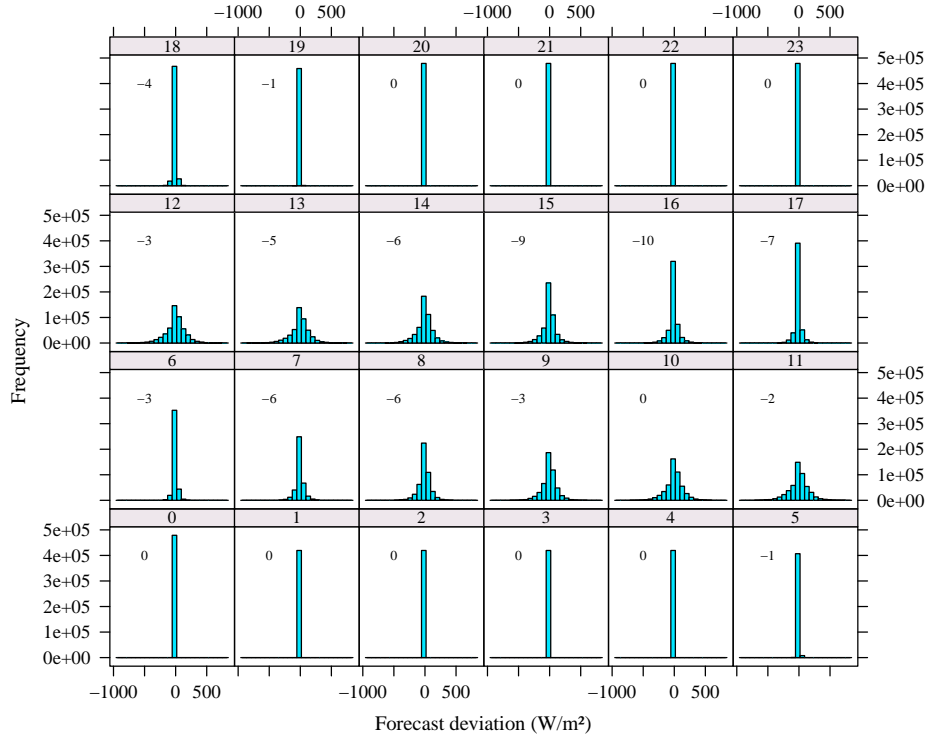 −1000 0 500 −1000 0 500 −1000 0 500
18 19 20 21 22 23
−4 −1 0 0 0 0
5e+05
4e+05
3e+05
2e+05
1e+05
0e+00
12 13 14 15 16 17
−3 −5 −6 −9 −10 −7
5e+05
4e+05
3e+05
2e+05
1e+05
0e+00
6 7 8 9 10 11
−3 −6 −6 −3 0 −2
5e+05
4e+05
3e+05
2e+05
1e+05
0e+00
0 1 2 3 4 5
0 0 0 0 0 −1
5e+05
4e+05
3e+05
2e+05
1e+05
0e+00
−1000 0 500 −1000 0 500 −1000 0 500
Frequency
Forecast deviation (W/m²)